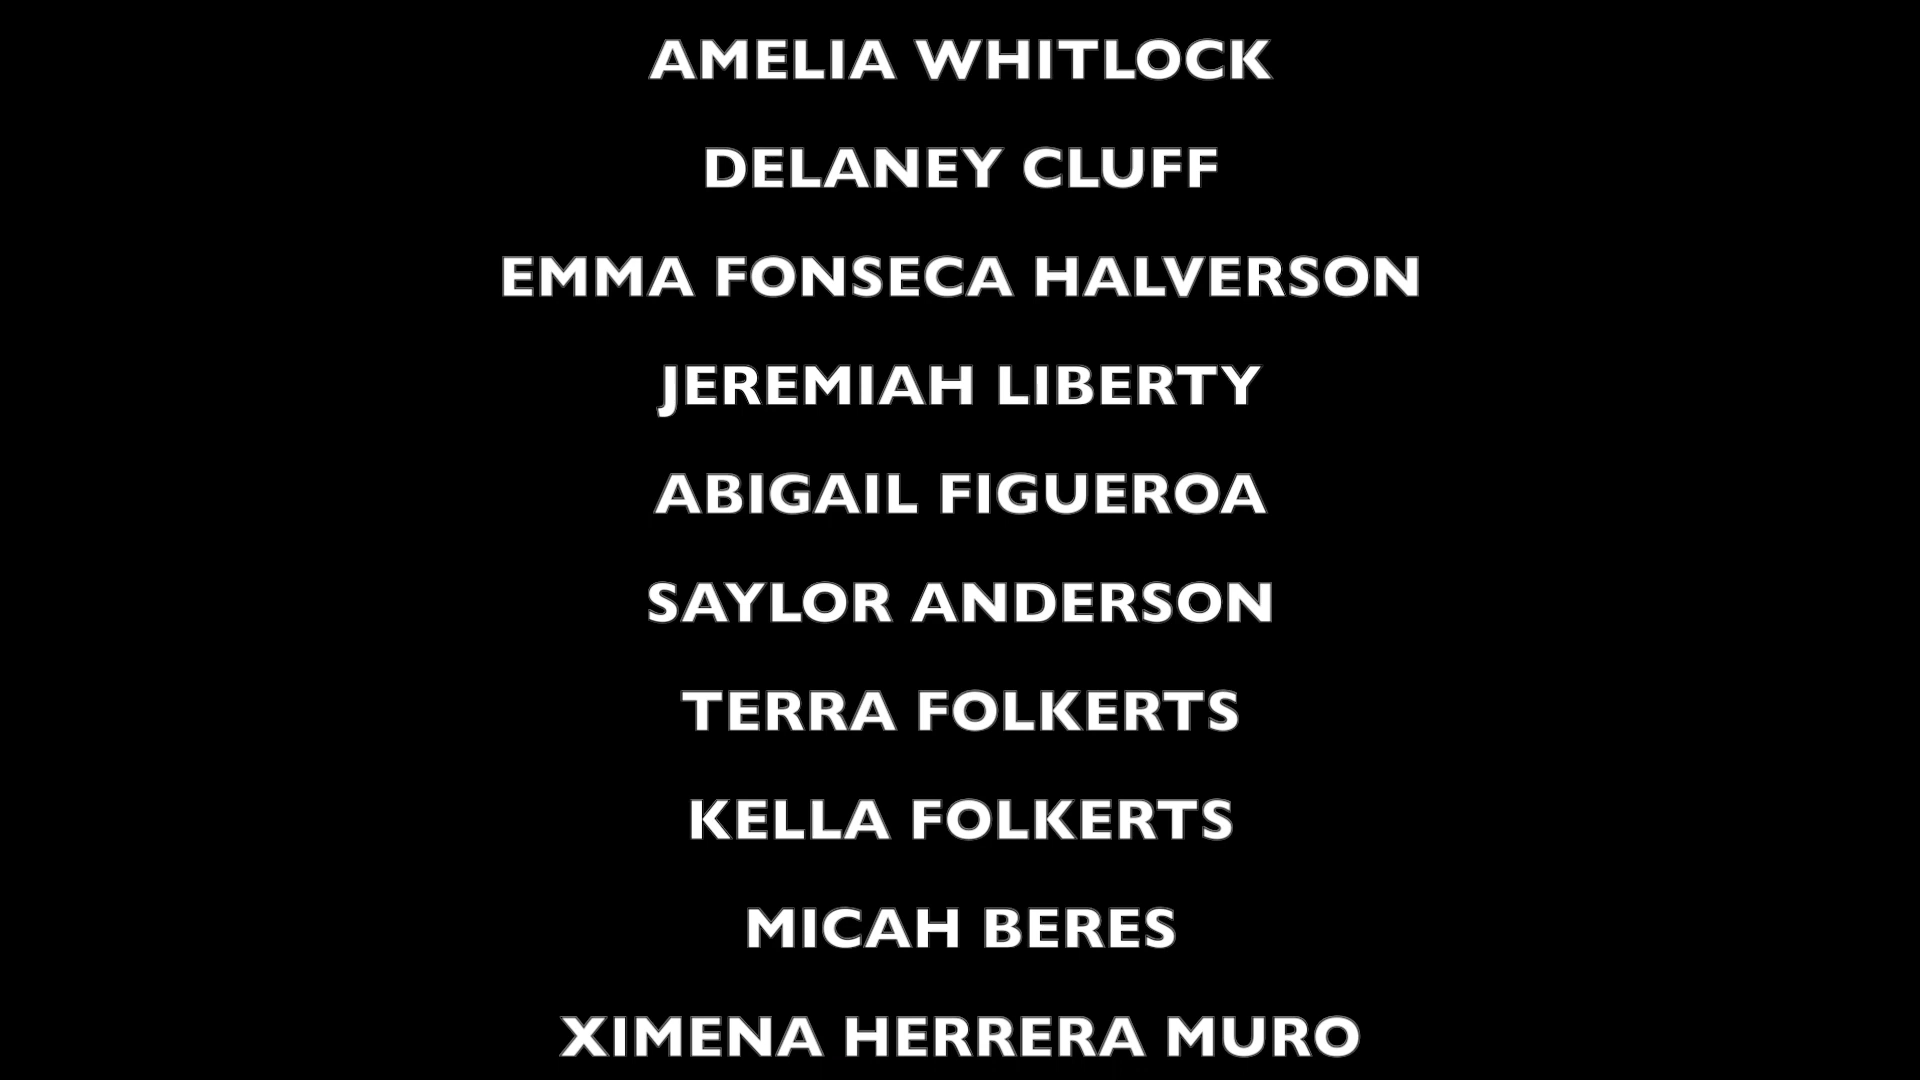 AMELIA WHITLOCK
DELANEY CLUFF
EMMA FONSECA HALVERSON
JEREMIAH LIBERTY
ABIGAIL FIGUEROA
SAYLOR ANDERSON
TERRA FOLKERTS
KELLA FOLKERTS
MICAH BERES
XIMENA HERRERA MURO